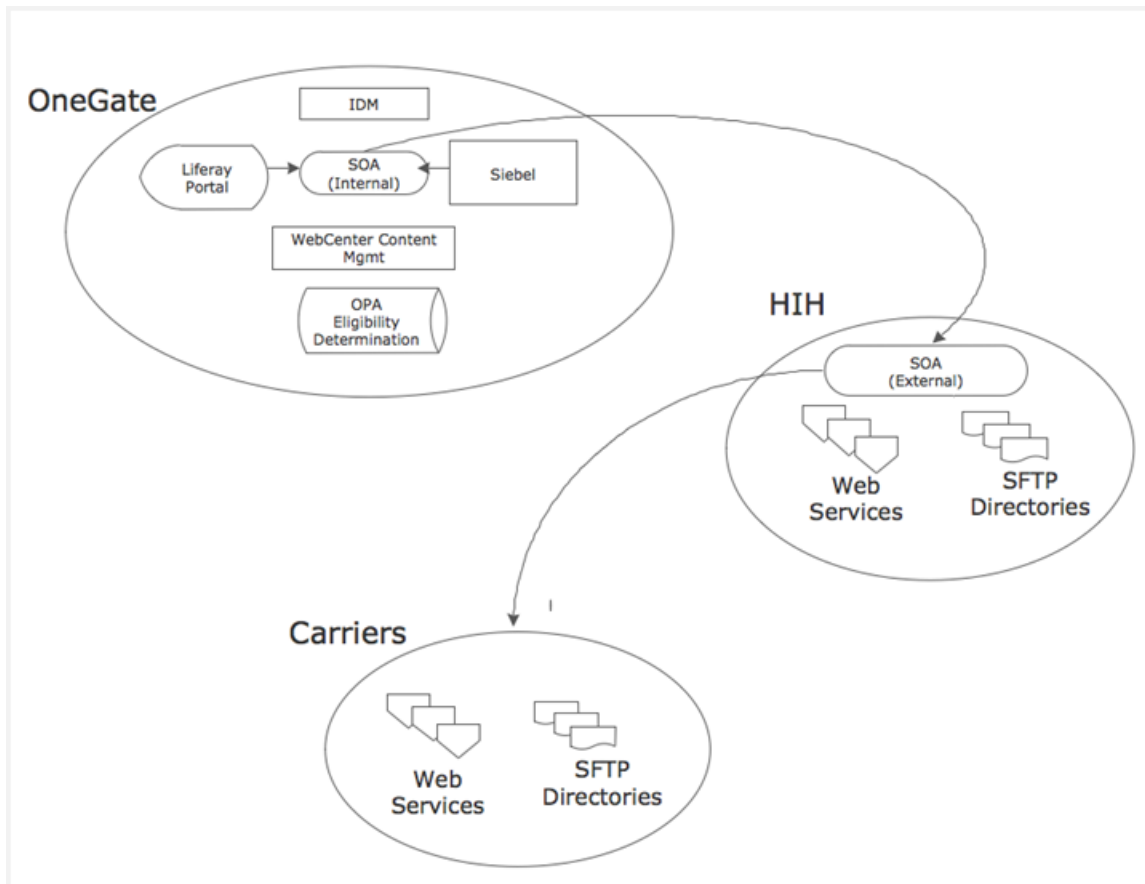 OneGate
IDM
Liferay
Portal
SOA
(Internal)
Siebel
WebCenter Content
Mgmt
OPA
Eligibility
Determination
HIH
SOA
(External)
Web
Services
SFTP
Directories
Carriers
Web
Services
SFTP
Directories